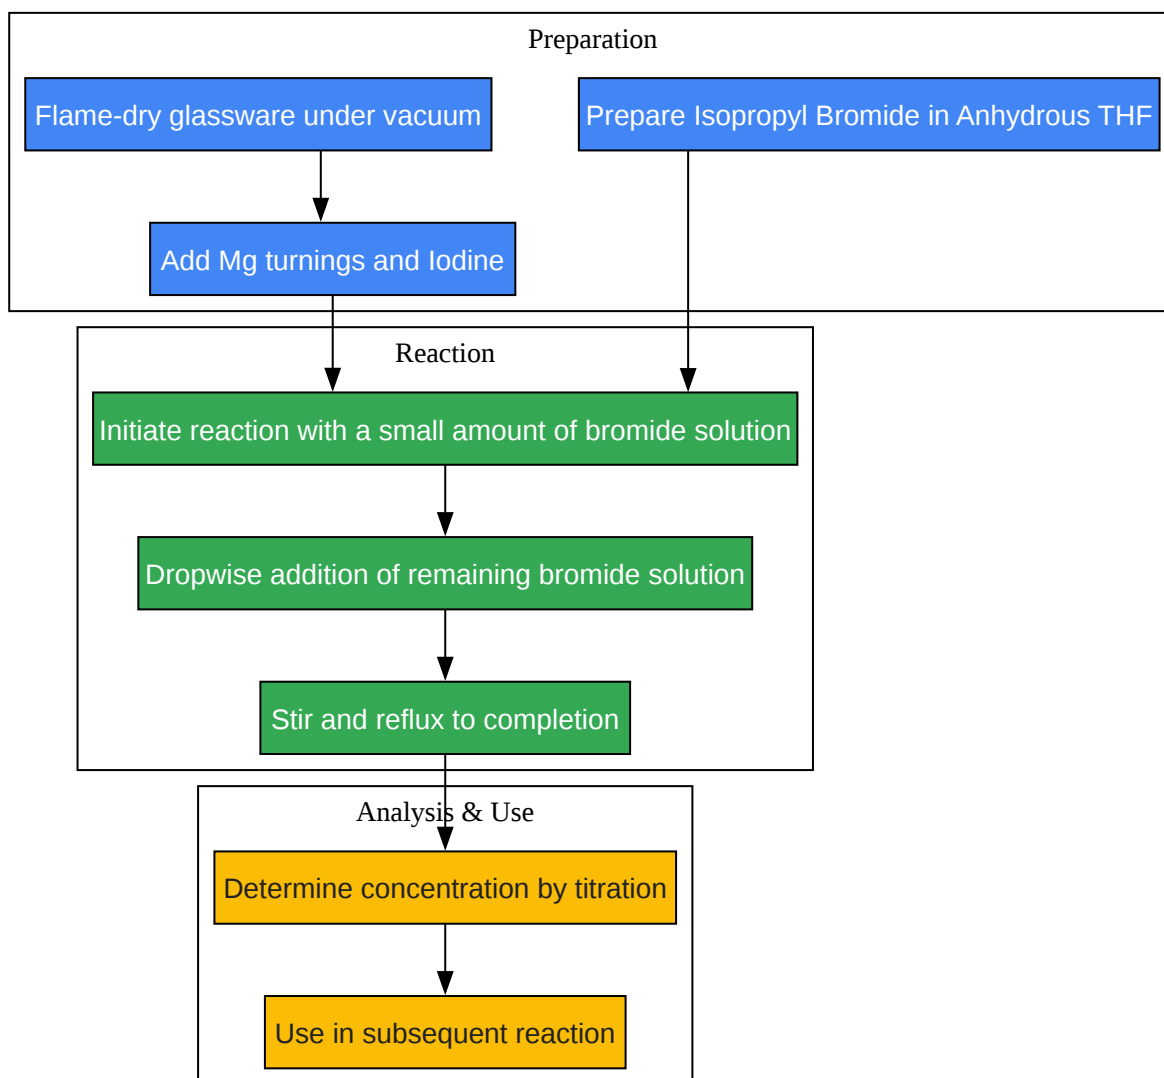 Preparation
Flame-dry glassware under vacuum
Prepare Isopropyl Bromide in Anhydrous THF
Add Mg turnings and Iodine
Reaction
Initiate reaction with a small amount of bromide solution
Dropwise addition of remaining bromide solution
Stir and reflux to completion
Analysis & Use
Determine concentration by titration
Use in subsequent reaction